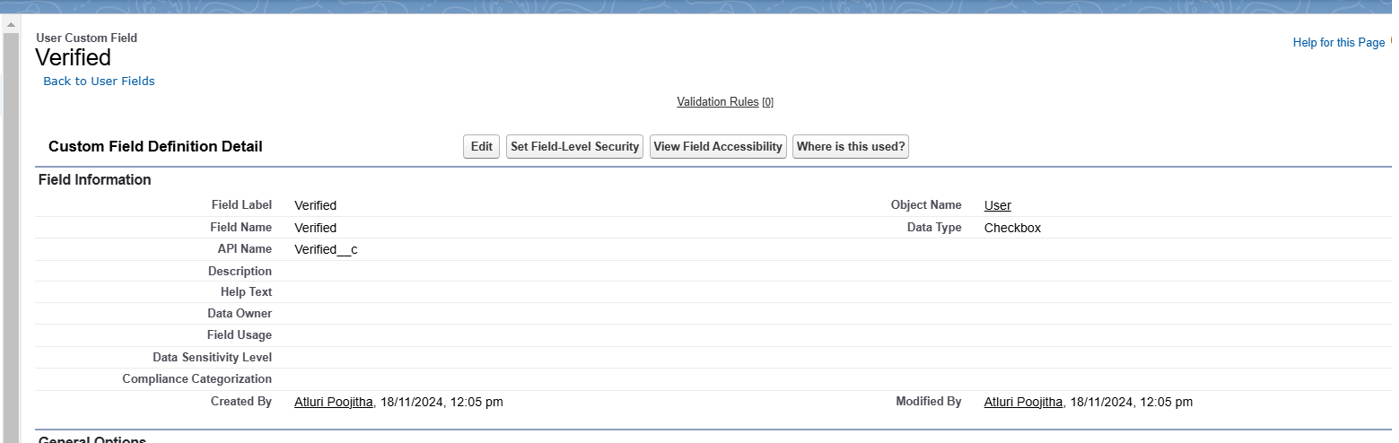 User Custom Field
Verified
Help for this Page
Back to User Fields
Validation Rules [0]
Custom Field Definition Detail Edit Set Field-Level Security View Field Accessibility Where is this used?
Field Information
Field Label Verified Object Name User
Field Name Verified Data Type Checkbox
API Name Verified__c
Description
Help Text
Data Owner
Field Usage
Data Sensitivity Level
Compliance Categorization
Created By Atluri Poojitha, 18/11/2024, 12:05 pm Modified By Atluri Poojitha, 18/11/2024, 12:05 pm
General Options